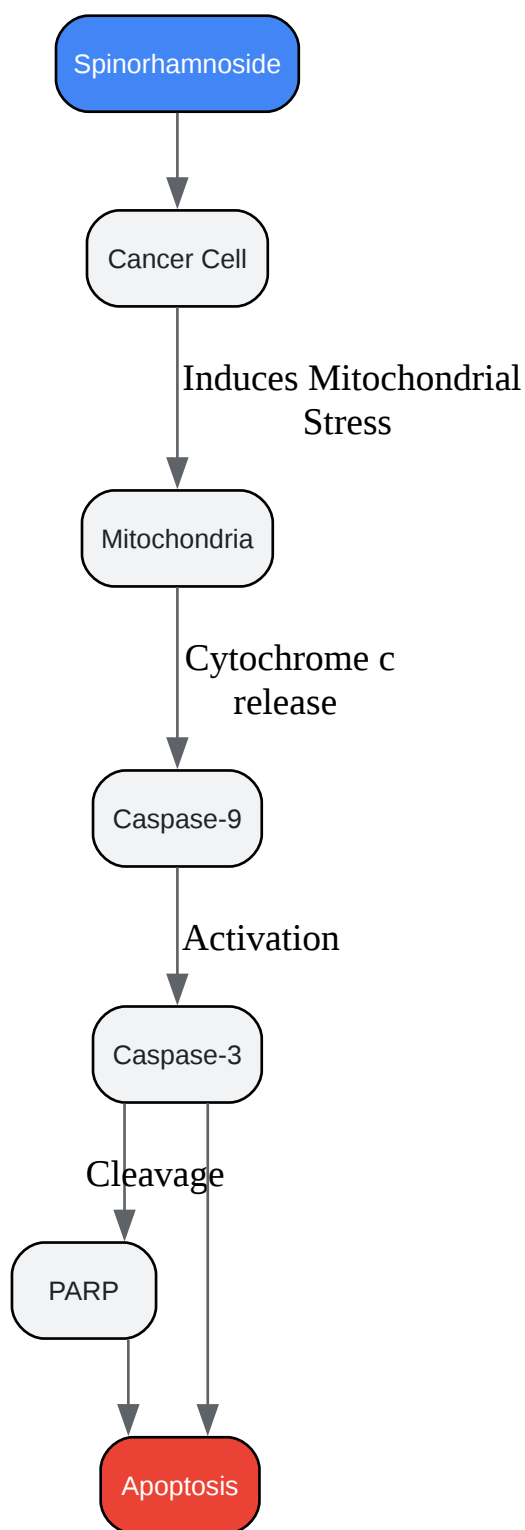 Spinorhamnoside
Cancer Cell
Induces Mitochondrial
Stress
Mitochondria
Cytochrome c
release
Caspase-9
Activation
Caspase-3
Cleavage
PARP
Apoptosis